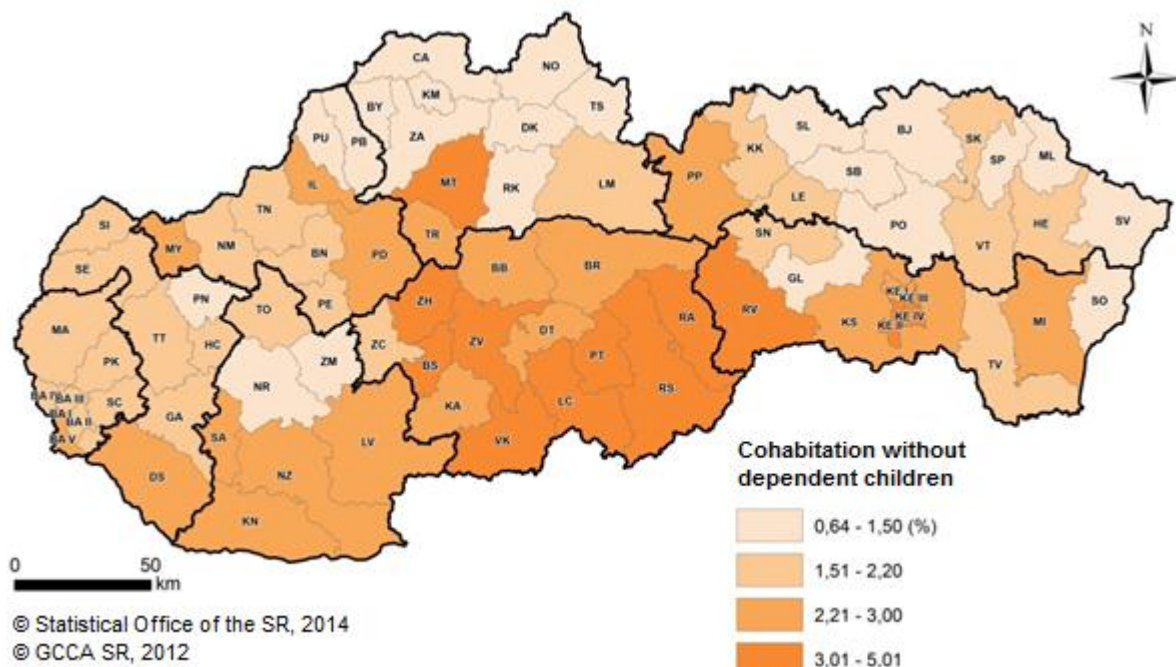 N
CA
NO
KM
BY
TS
PU
PB
ZA
DK
SL
BJ
SK
KK
SP
ML
IL
MT
RK
LM
PP
SB
LE
TN
SI
PO
SV
HE
VT
MY
NM
TR
SN
BN
PD
BB
BR
SE
GL
PN
TO
PE
ZH
RV
KE I
KE III
SO
MA
TT
HC
ZC
ZV
DT
RA
KS
KE II
KE IV
MI
PK
ZM
BS
PT
NR
TV
BA IV
BA III
SC
BA I
BA II
BA V
GA
KA
LC
RS
SA
LV
VK
DS
NZ
KN
Cohabitation without
dependent children
0,64 - 1,50 (%)
1,51 - 2,20
2,21 - 3,00
3,01 - 5,01
0 50
km
© Statistical Office of the SR, 2014
© GCCA SR, 2012